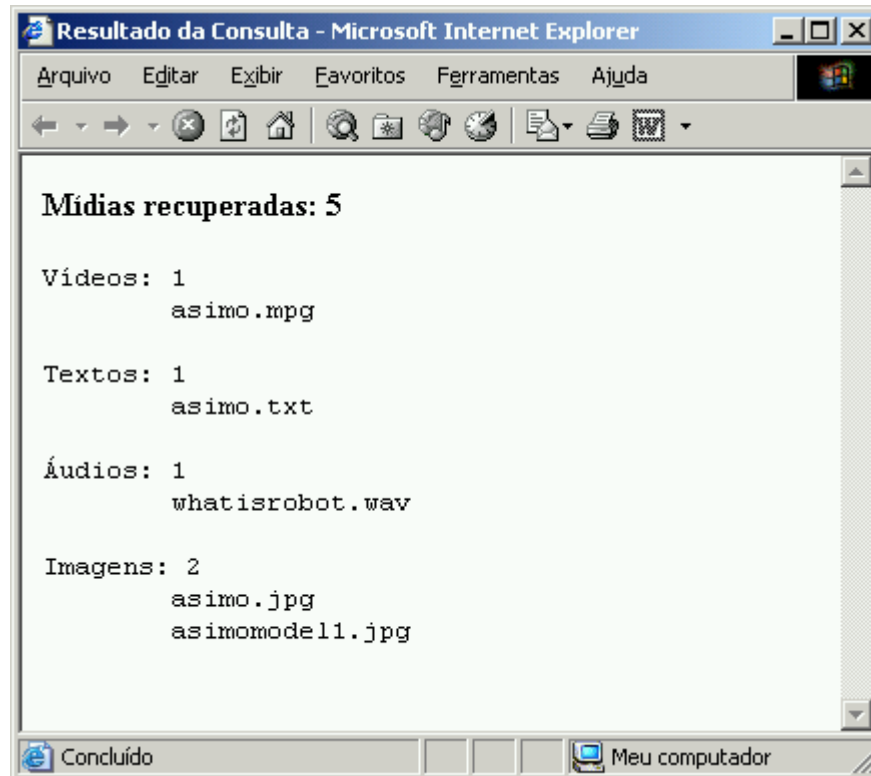 Resultado da Consulta - Microsoft Internet Explorer
Arquivo Editar Exibir Favoritos Ferramentas Ajuda
Mídias recuperadas: 5
Vídeos: 1
asimo.mpg
Textos: 1
asimo.txt
Áudios: 1
whatisrobot.wav
Imagens: 2
asimo.jpg
asimomodel1.jpg
Concluído Meu computador